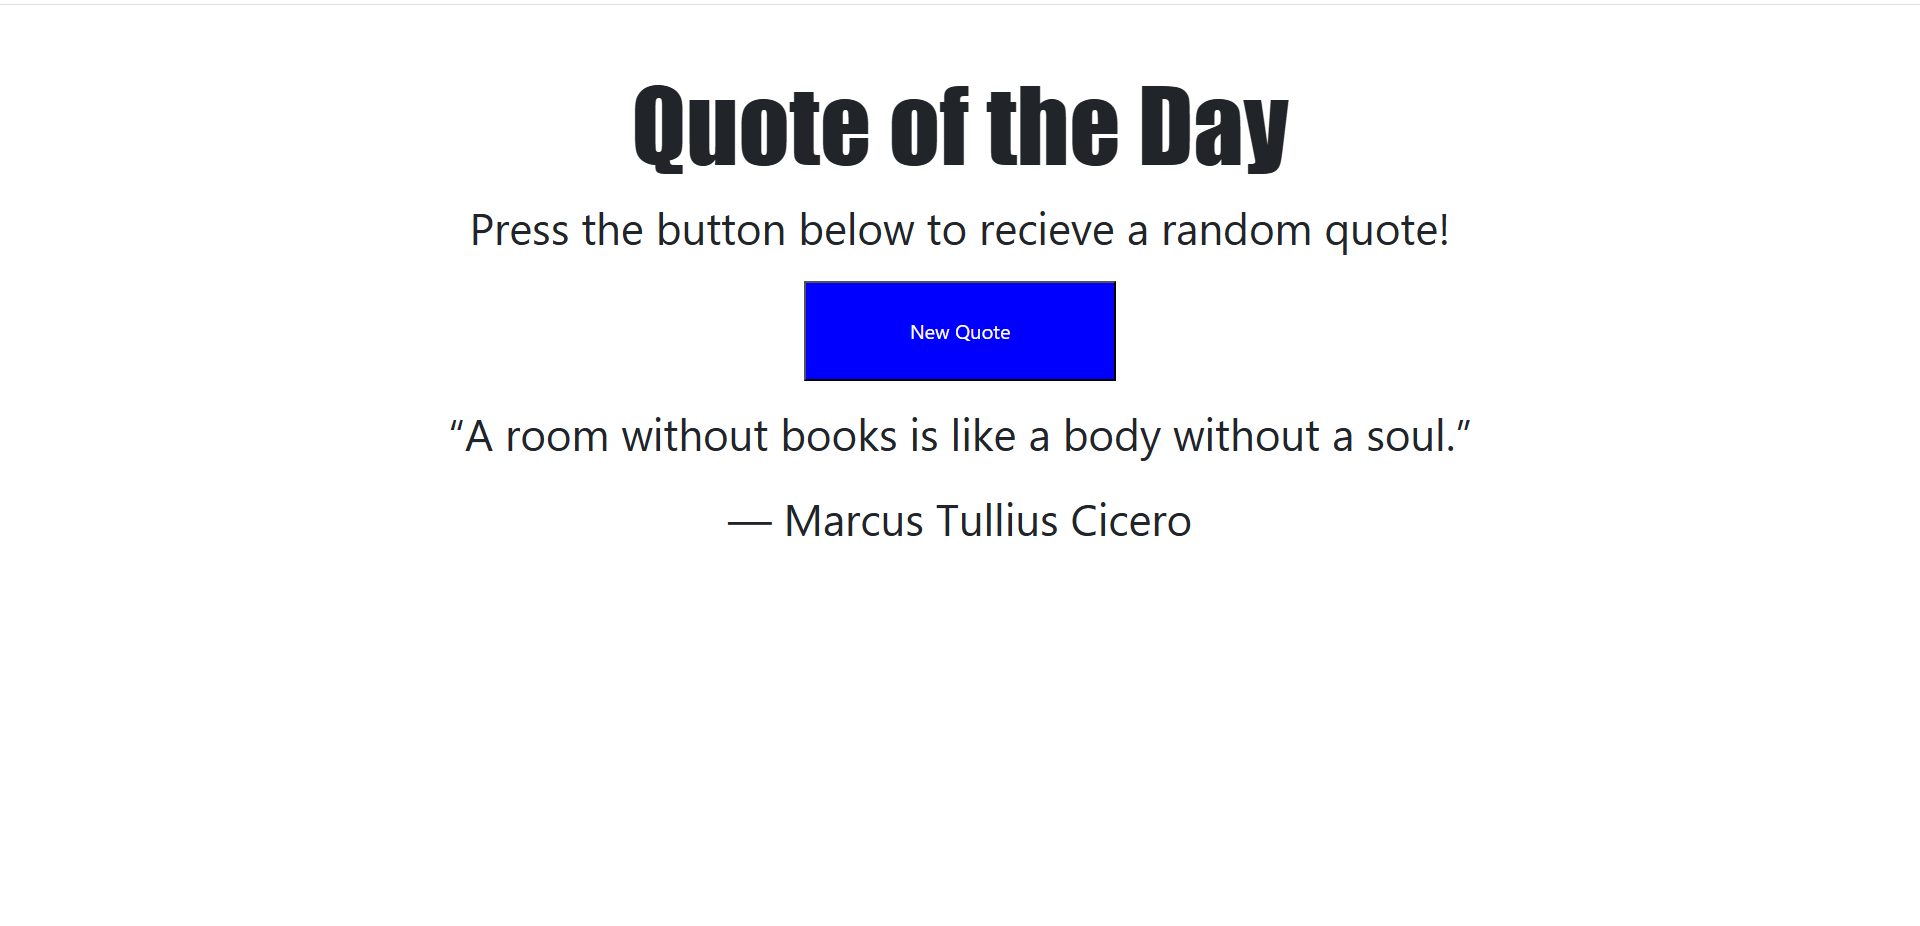 Quote of the Day
Press the button below to recieve a random quote!
New Quote
“A room without books is like a body without a soul.”
— Marcus Tullius Cicero